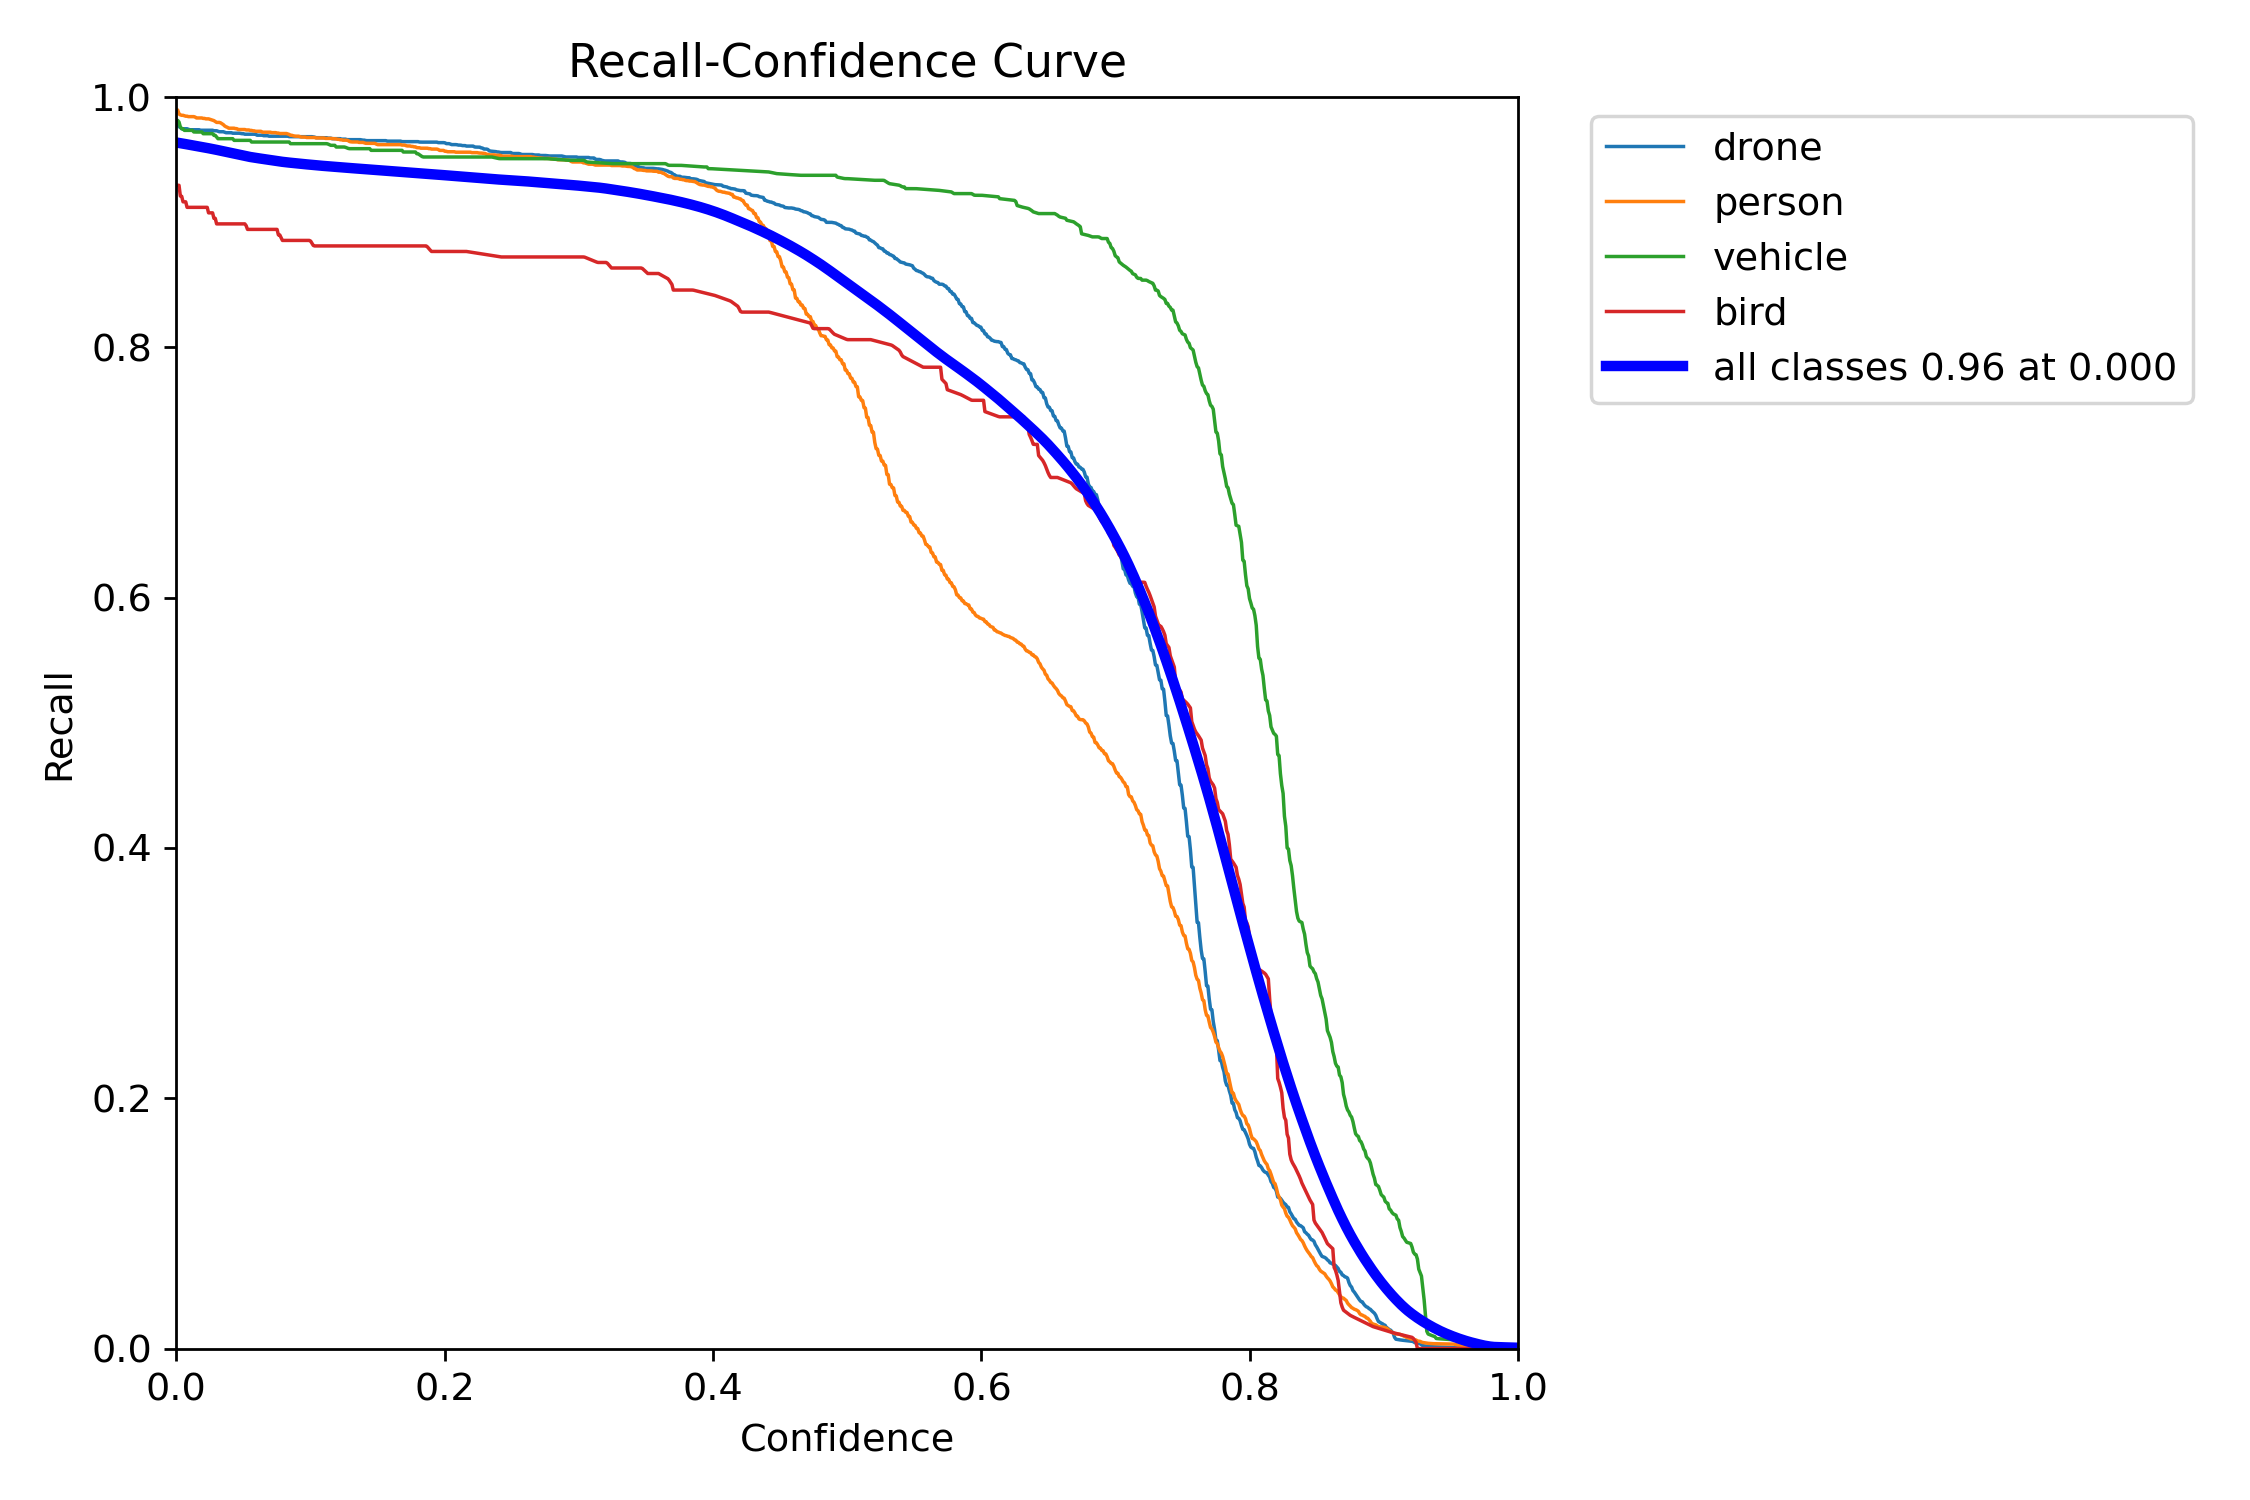 Recall-Confidence Curve
1.0
0.8
0.6
0.4
0.2
0.0
Recall
0.0 0.2 0.4 0.6 0.8 1.0
Confidence
drone
person
vehicle
bird
all classes 0.96 at 0.000